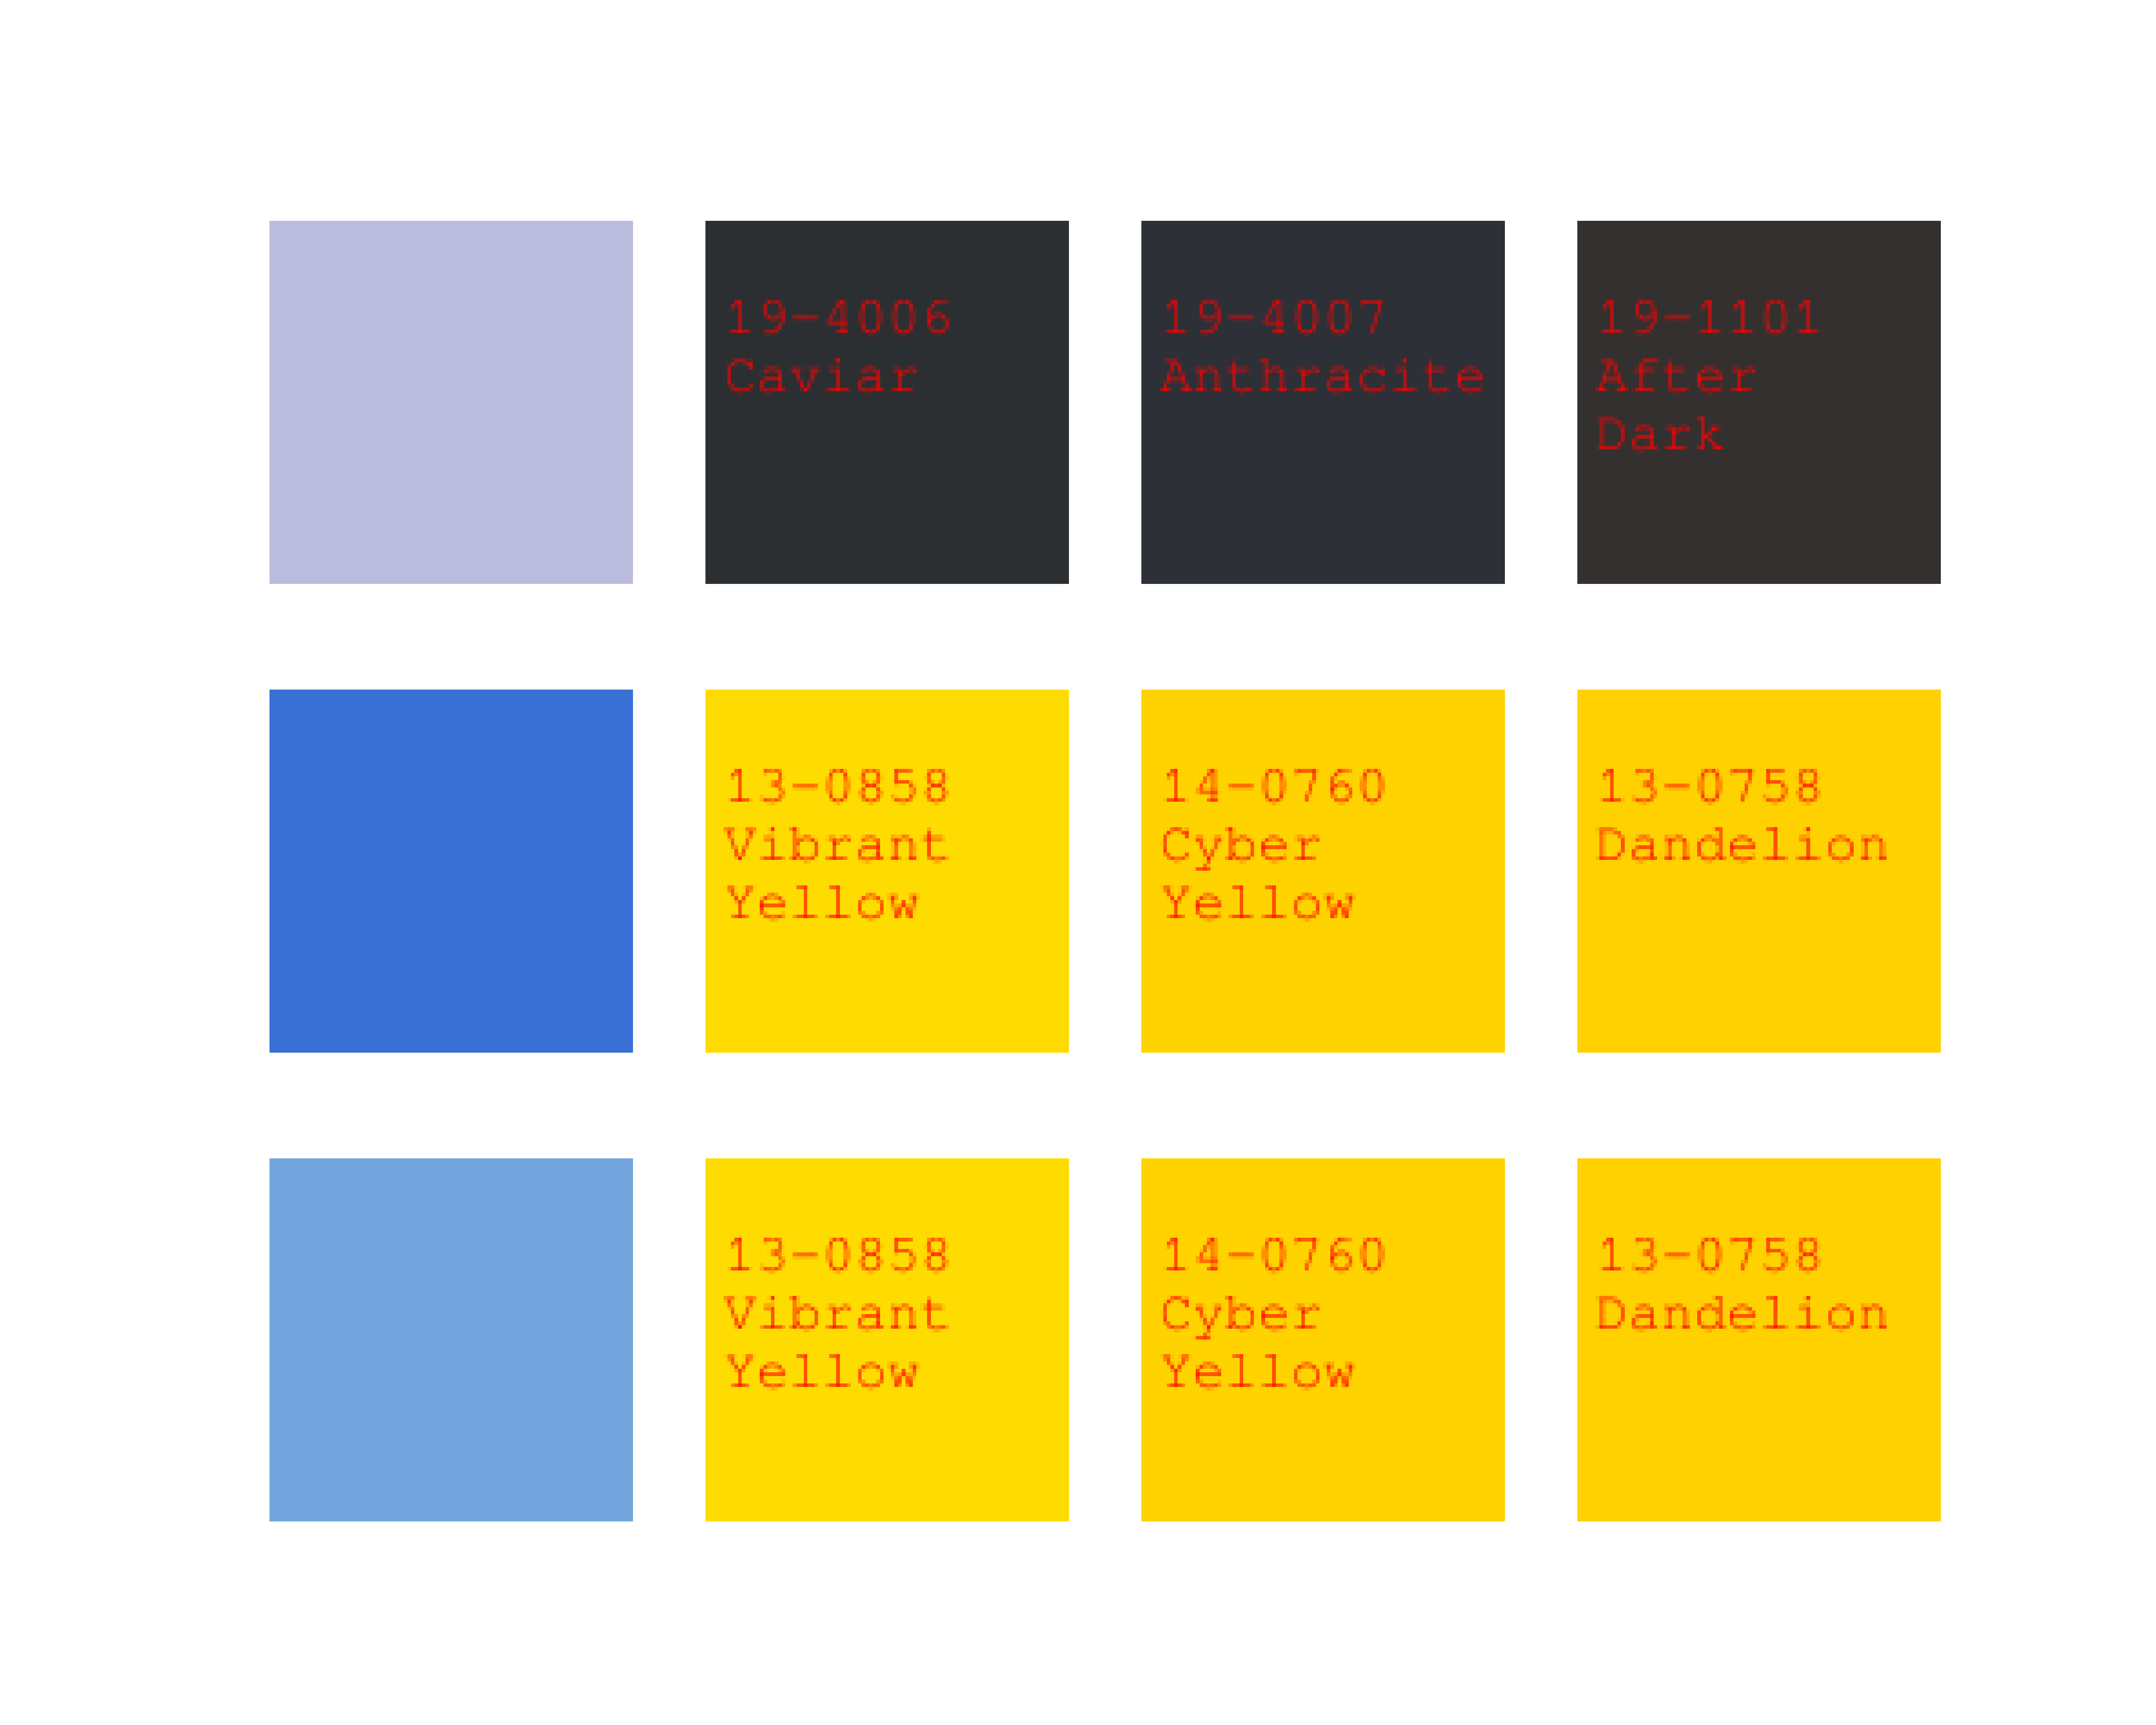 19-4006
Caviar
19-4007
Anthracite
19-1101
After
Dark
13-0858
Vibrant
Yellow
14-0760
Cyber
Yellow
13-0758
Dandelion
13-0858
Vibrant
Yellow
14-0760
Cyber
Yellow
13-0758
Dandelion